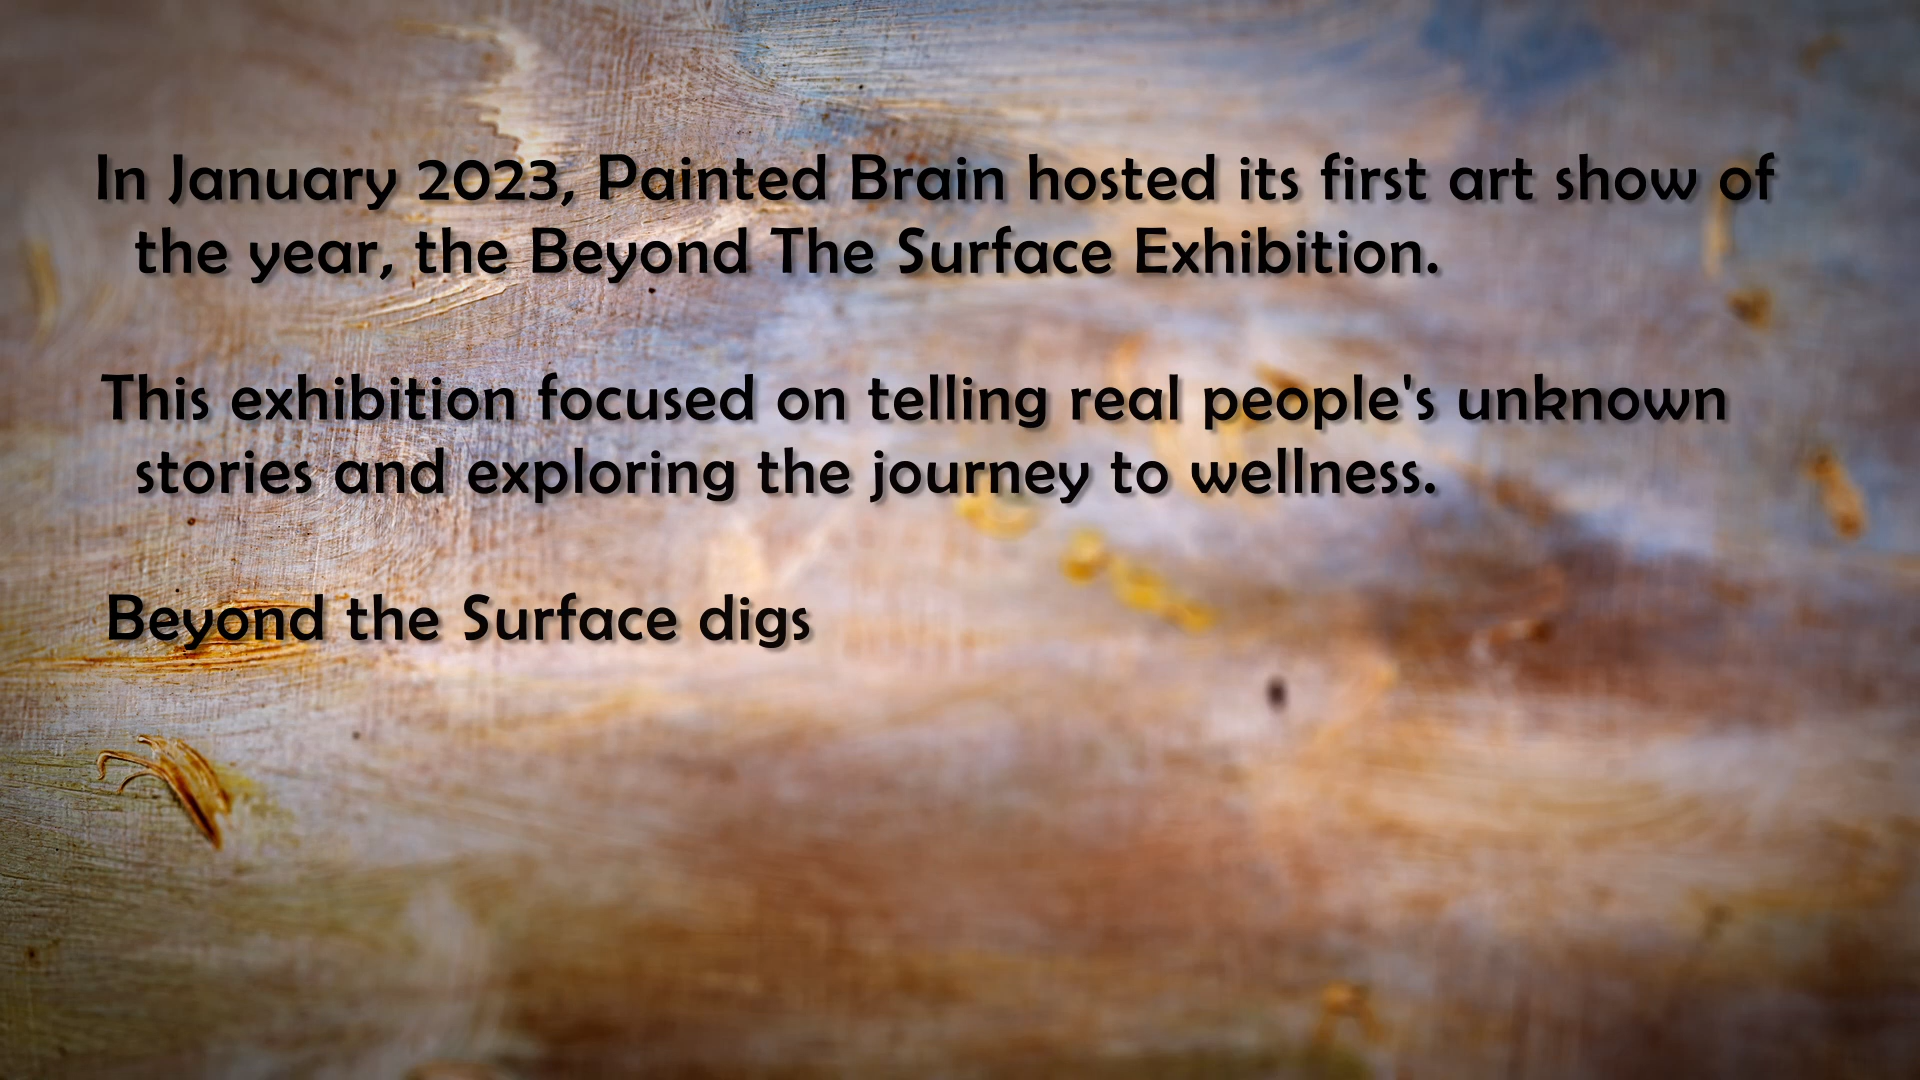 In January 2023, Painted Brain hosted its first art show of
the year, the Beyond The Surface Exhibition.
This exhibition focused on telling real people's unknown
stories and exploring the journey to wellness.
Beyond the Surface digs